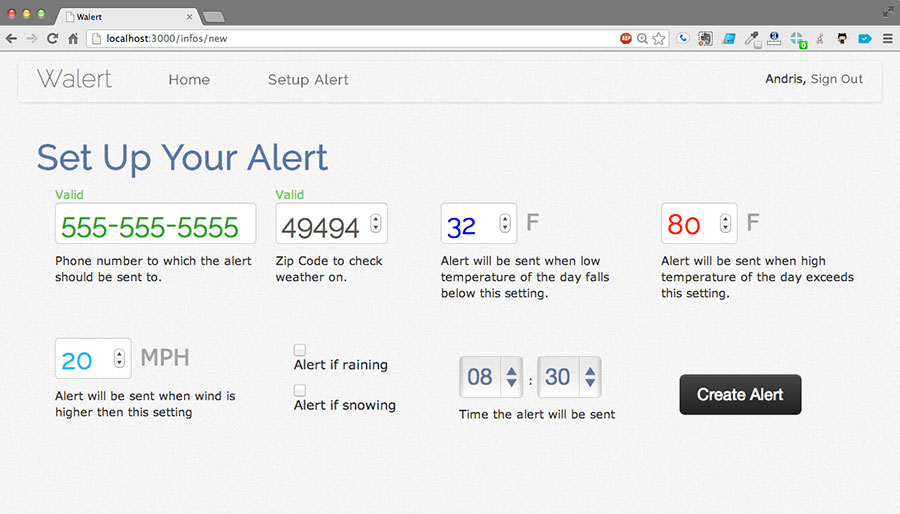 Walert
localhost:3000/infos/new
Walert Home Setup Alert Andris, Sign Out
Set Up Your Alert
Valid Valid
555-555-5555 49494 32 F 80 F
Phone number to which the alert
should be sent to.
Zip Code to check
weather on.
Alert will be sent when low
temperature of the day falls
below this setting.
Alert will be sent when high
temperature of the day exceeds
this setting.
20 MPH
Alert will be sent when wind is
higher then this setting
Alert if raining
Alert if snowing
08 : 30
Time the alert will be sent
Create Alert